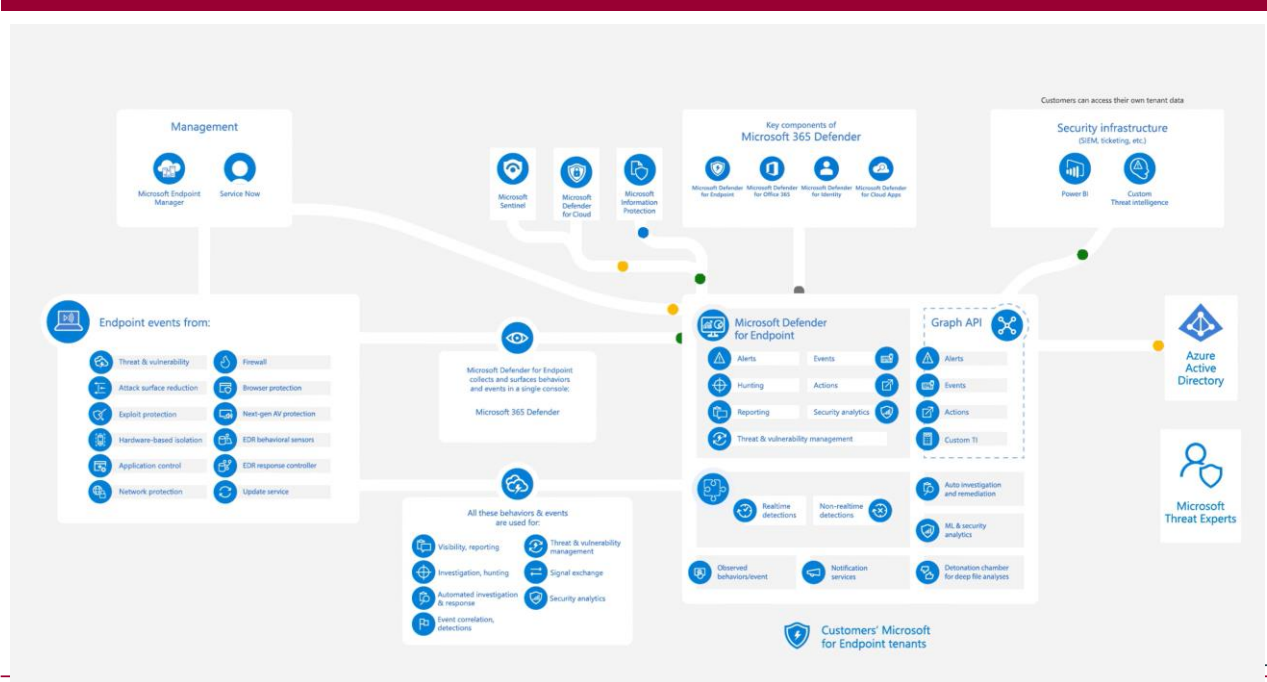 Customers can access their own tenant data
Management
Microsoft Endpoint
Manager
Service Now
Microsoft
Sentinel
Microsoft
Defender
for Cloud
Microsoft
Information
Protection
Key components of
Microsoft 365 Defender
Microsoft Defender
for Endpoint
Microsoft Defender
for Office 365
Microsoft Defender
for Identity
Microsoft Defender
for Cloud Apps
Security infrastructure
(SIEM, ticketing, etc.)
Power BI
Custom
Threat intelligence
Endpoint events from:
Threat & vulnerability
Firewall
Attack surface reduction
Browser protection
Exploit protection
Next-gen AV protection
Hardware-based isolation
EDR behavioral sensors
Application control
EDR response controller
Network protection
Update service
Microsoft Defender for Endpoint
collects and surfaces behaviors
and events in a single console:
Microsoft 365 Defender
All these behaviors & events
are used for:
Visibility, reporting
Threat & vulnerability
management
Investigation, hunting
Signal exchange
Automated investigation
& response
Security analytics
Event correlation,
detections
Microsoft Defender
for Endpoint
Alerts
Events
Hunting
Actions
Reporting
Security analytics
Threat & vulnerability management
Graph API
Alerts
Events
Actions
Custom TI
Realtime
detections
Non-realtime
detections
Auto investigation
and remediation
ML & security
analytics
Observed
behaviors/event
Notification
services
Detonation chamber
for deep file analyses
Azure
Active
Directory
Microsoft
Threat Experts
Customers' Microsoft
for Endpoint tenants